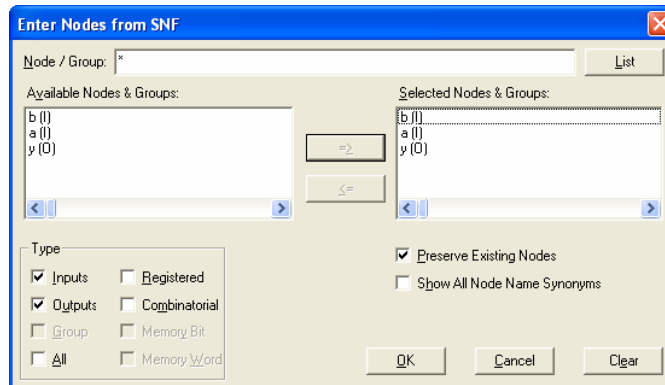 Enter Nodes from SNF
Node / Group: *
List
Available Nodes & Groups:
b (I)
a (I)
y (O)
=>
<=
Selected Nodes & Groups:
b (I)
a (I)
y (O)
Type
Inputs
Registered
Outputs
Combinatorial
Group
Memory Bit
All
Memory Word
Preserve Existing Nodes
Show All Node Name Synonyms
OK
Cancel
Clear